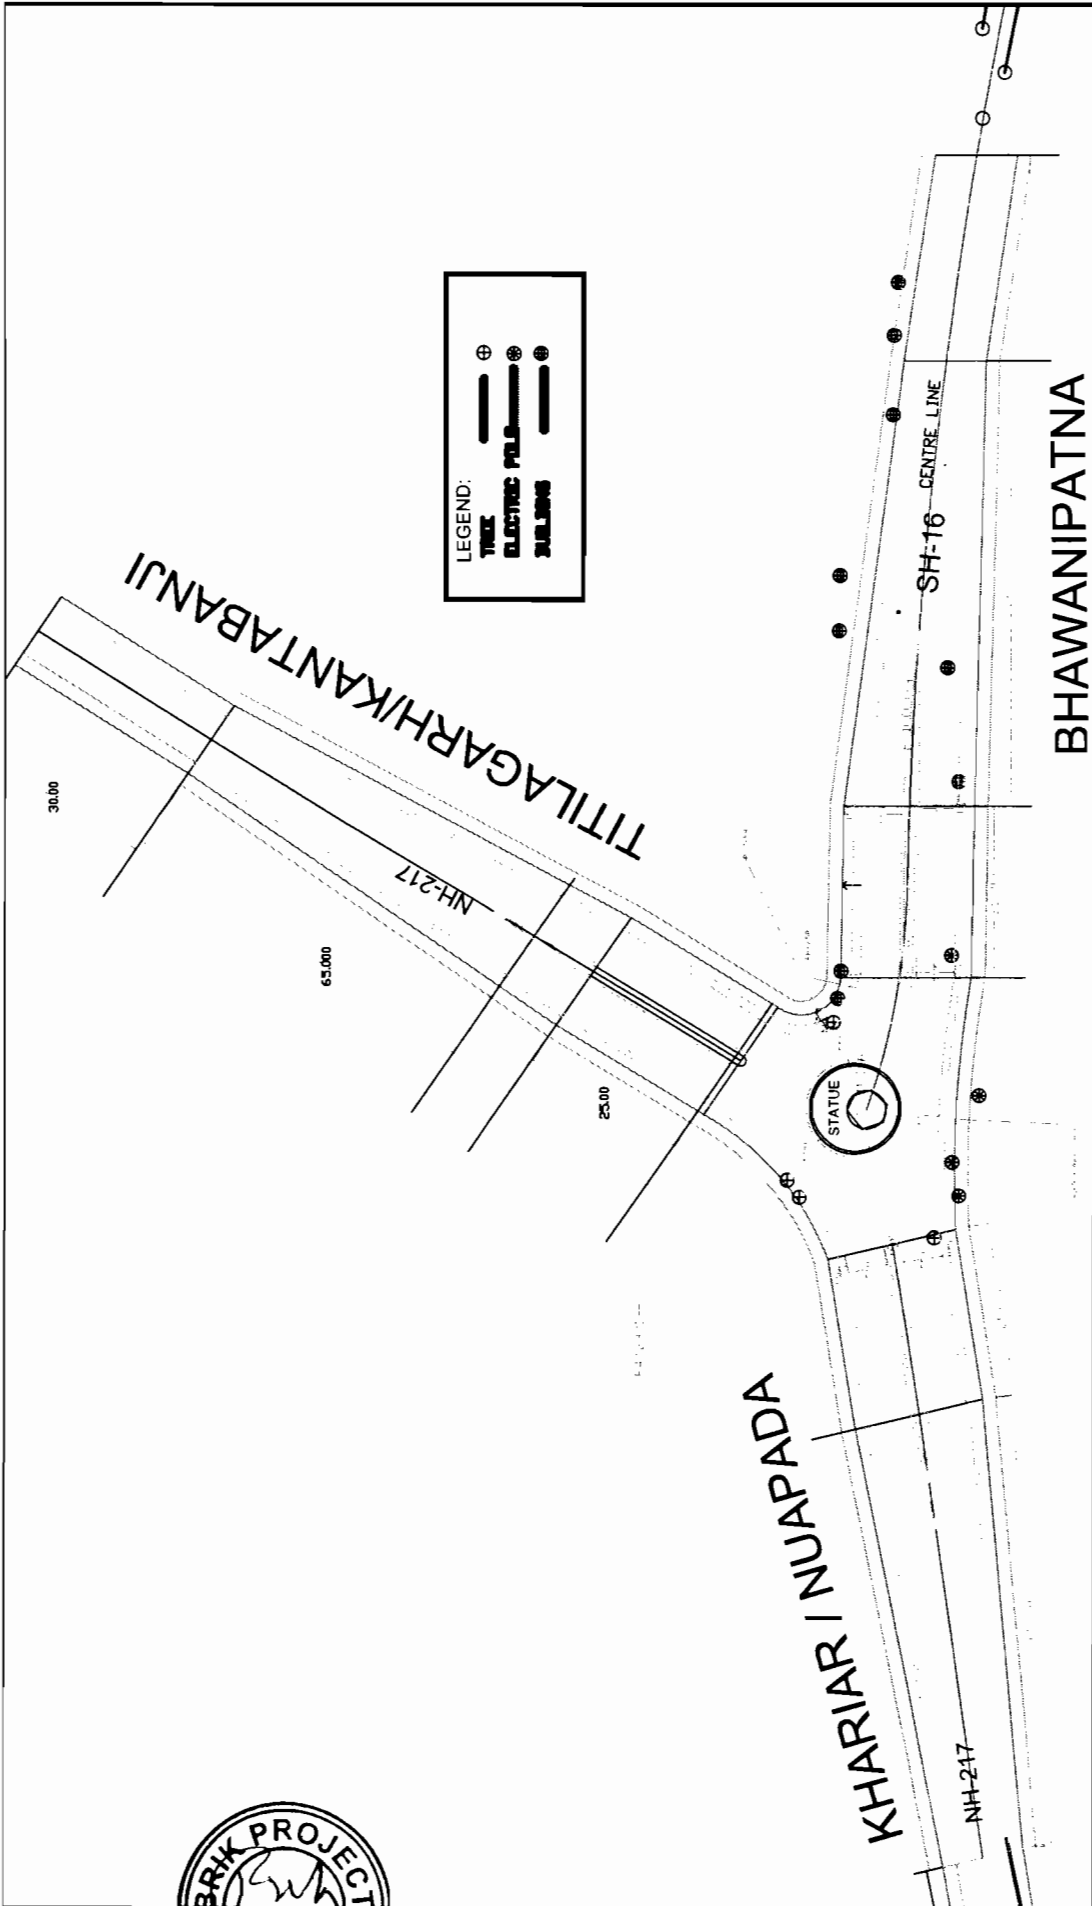 LEGEND:
TREE
ELECTRIC POLE
BUILDING
TITILAGARH/KANTABANJI
NH-217
30.00
65.000
25.00
STATUE
SH-16 CENTRE LINE
BHAWANIPATNA
KHARIAR / NUAPADA
NH-217
BRIK PROJECT